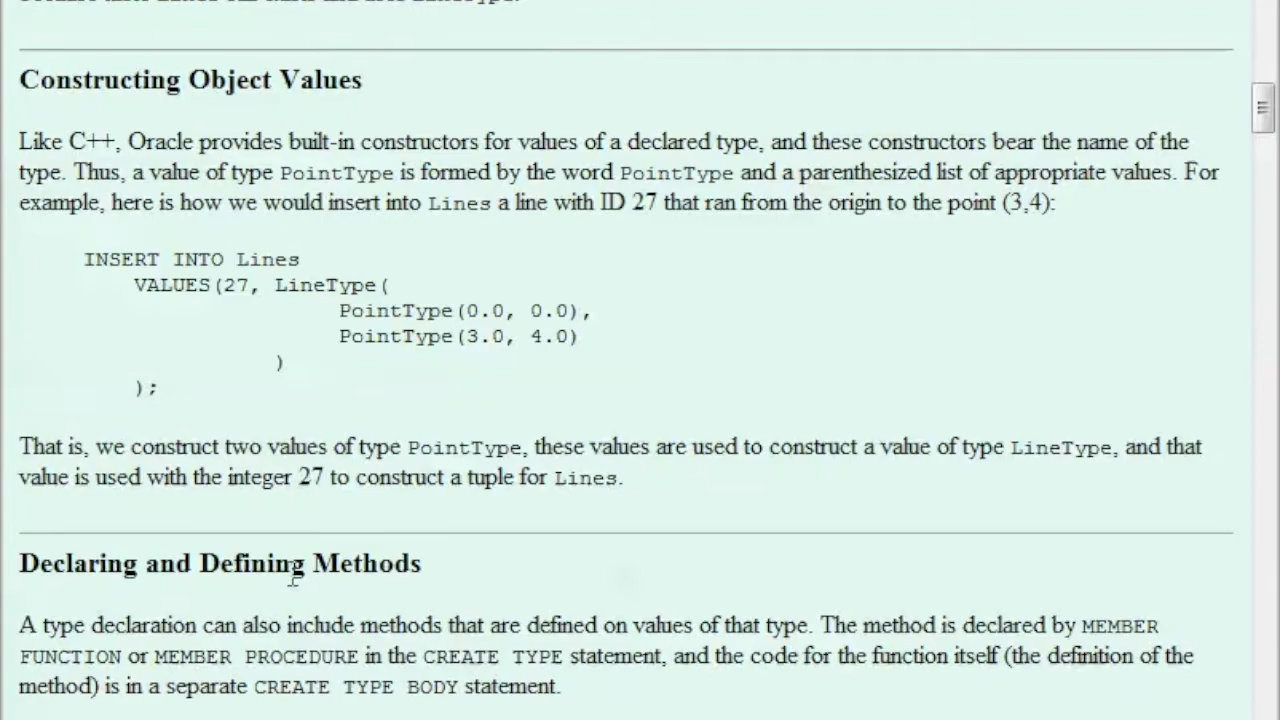 Constructing Object Values
Like C++, Oracle provides built-in constructors for values of a declared type, and these constructors bear the name of the
type. Thus, a value of type PointType is formed by the word PointType and a parenthesized list of appropriate values. For
example, here is how we would insert into Lines a line with ID 27 that ran from the origin to the point (3,4):
INSERT INTO Lines
VALUES(27, LineType(
PointType(0.0, 0.0),
PointType(3.0, 4.0)
)
);
That is, we construct two values of type PointType, these values are used to construct a value of type LineType, and that
value is used with the integer 27 to construct a tuple for Lines.
Declaring and Defining Methods
A type declaration can also include methods that are defined on values of that type. The method is declared by MEMBER
FUNCTION or MEMBER PROCEDURE in the CREATE TYPE statement, and the code for the function itself (the definition of the
method) is in a separate CREATE TYPE BODY statement.